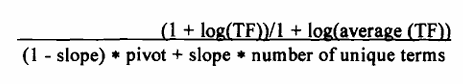 (1 + log(TF))/1 + log(average (TF))
(1 - slope) * pivot + slope * number of unique terms